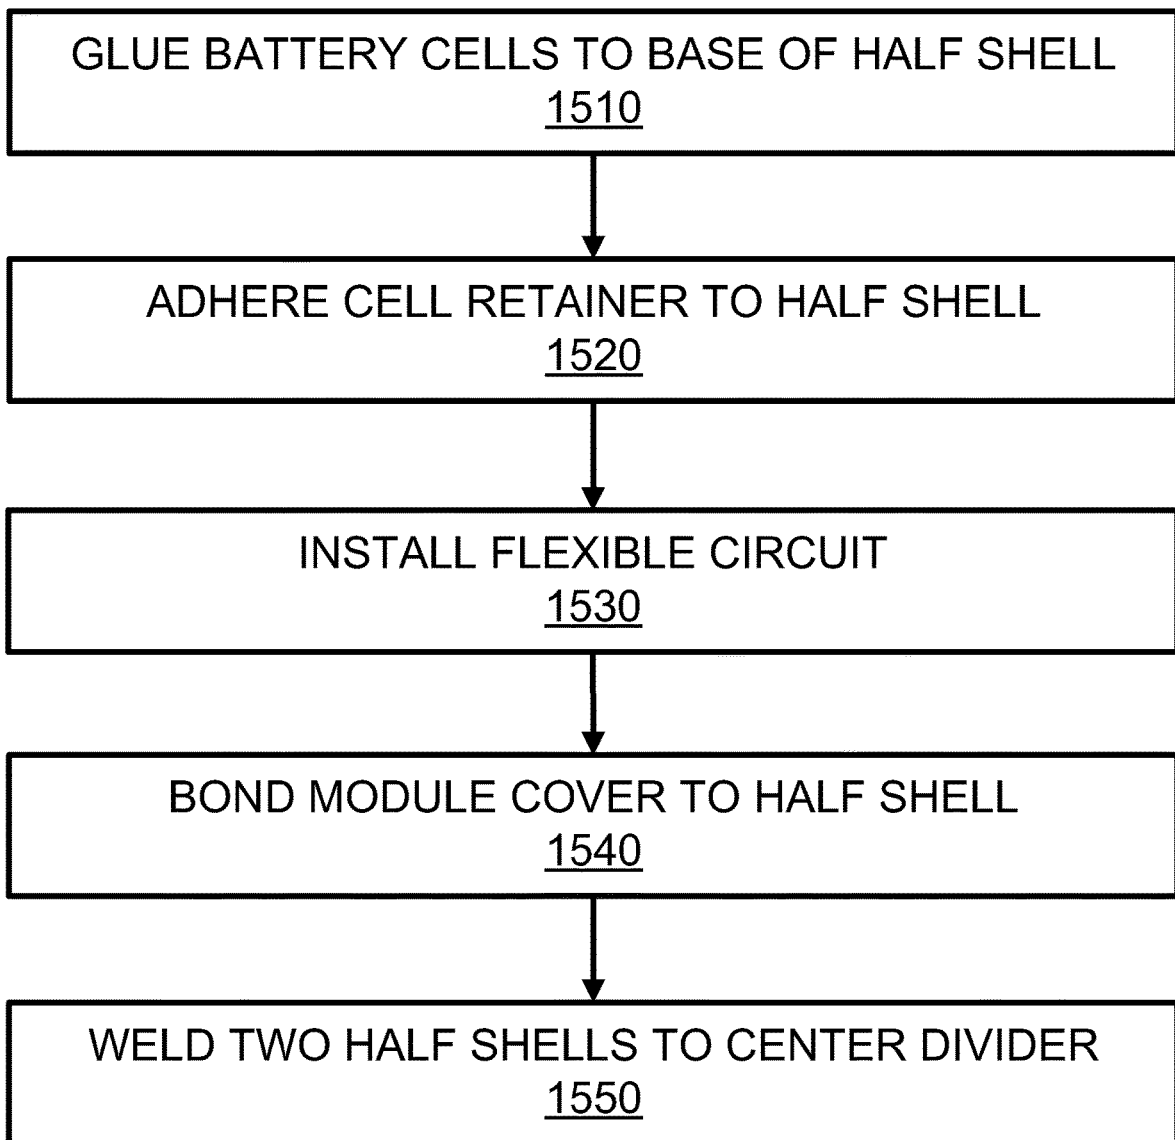 GLUE BATTERY CELLS TO BASE OF HALF SHELL
1510
ADHERE CELL RETAINER TO HALF SHELL
1520
INSTALL FLEXIBLE CIRCUIT
1530
BOND MODULE COVER TO HALF SHELL
1540
WELD TWO HALF SHELLS TO CENTER DIVIDER
1550